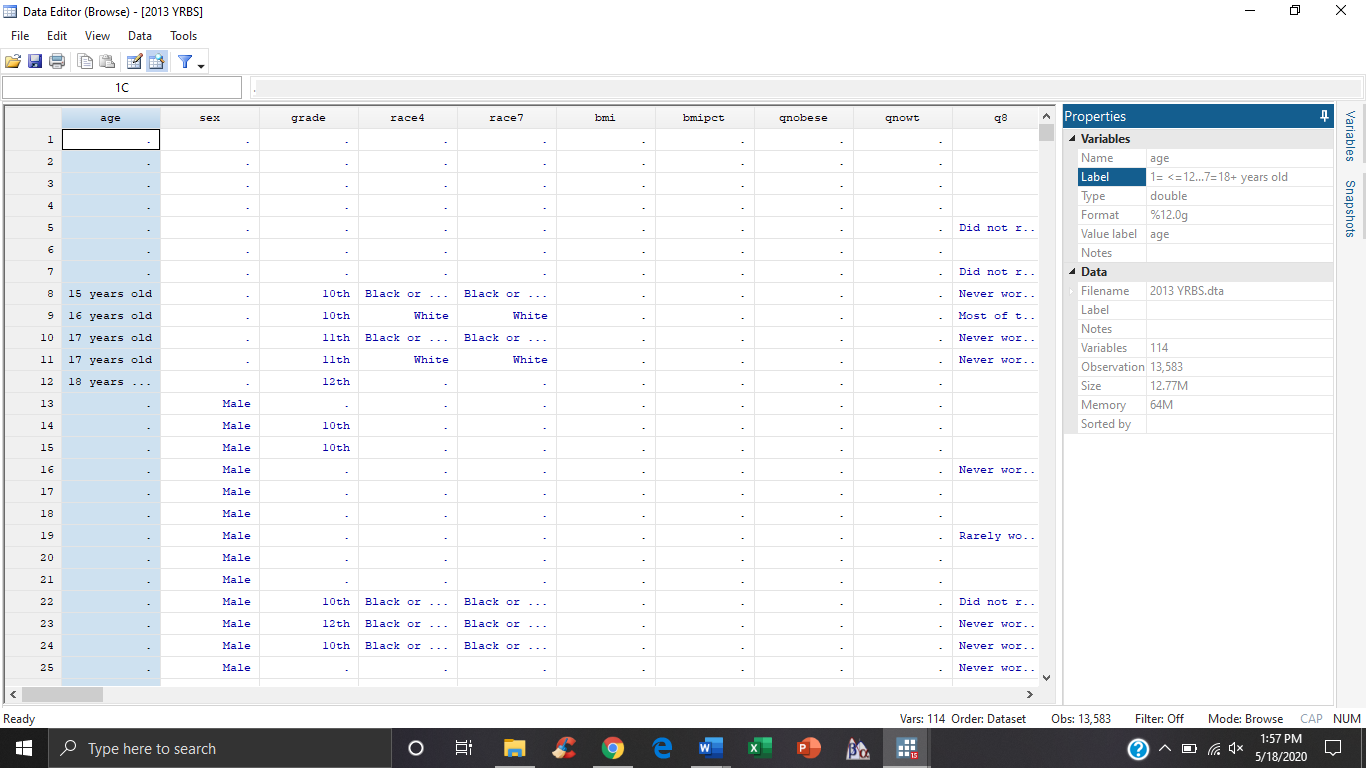 Data Editor (Browse) - [2013 YRBS]
File Edit View Data Tools
1C .
age sex grade race4 race7 bmi bmipct qnobese qnowt q8
1 . . . . . . . . .
2 . . . . . . . . .
3 . . . . . . . . .
4 . . . . . . . . .
5 . . . . . . . . . Did not r..
6 . . . . . . . . .
7 . . . . . . . . . Did not r..
8 15 years old . 10th Black or ... Black or ... . . . . Never wor..
9 16 years old . 10th White White . . . . Most of t..
10 17 years old . 11th Black or ... Black or ... . . . . Never wor..
11 17 years old . 11th White White . . . . Never wor..
12 18 years ... . 12th . . . . . .
13 . Male . . . . . . .
14 . Male 10th . . . . . .
15 . Male 10th . . . . . .
16 . Male . . . . . . . Never wor..
17 . Male . . . . . . .
18 . Male . . . . . . .
19 . Male . . . . . . . Rarely wo..
20 . Male . . . . . . .
21 . Male . . . . . . .
22 . Male 10th Black or ... Black or ... . . . . Did not r..
23 . Male 12th Black or ... Black or ... . . . . Never wor..
24 . Male 10th Black or ... Black or ... . . . . Never wor..
25 . Male . . . . . . . Never wor..
Properties
Variables
Name age
Label 1= <=12...7=18+ years old
Type double
Format %12.0g
Value label age
Notes
Data
Filename 2013 YRBS.dta
Label
Notes
Variables 114
Observation 13,583
Size 12.77M
Memory 64M
Sorted by
Variables
Snapshots
Ready Vars: 114 Order: Dataset Obs: 13,583 Filter: Off Mode: Browse CAP NUM
Type here to search
1:57 PM
5/18/2020